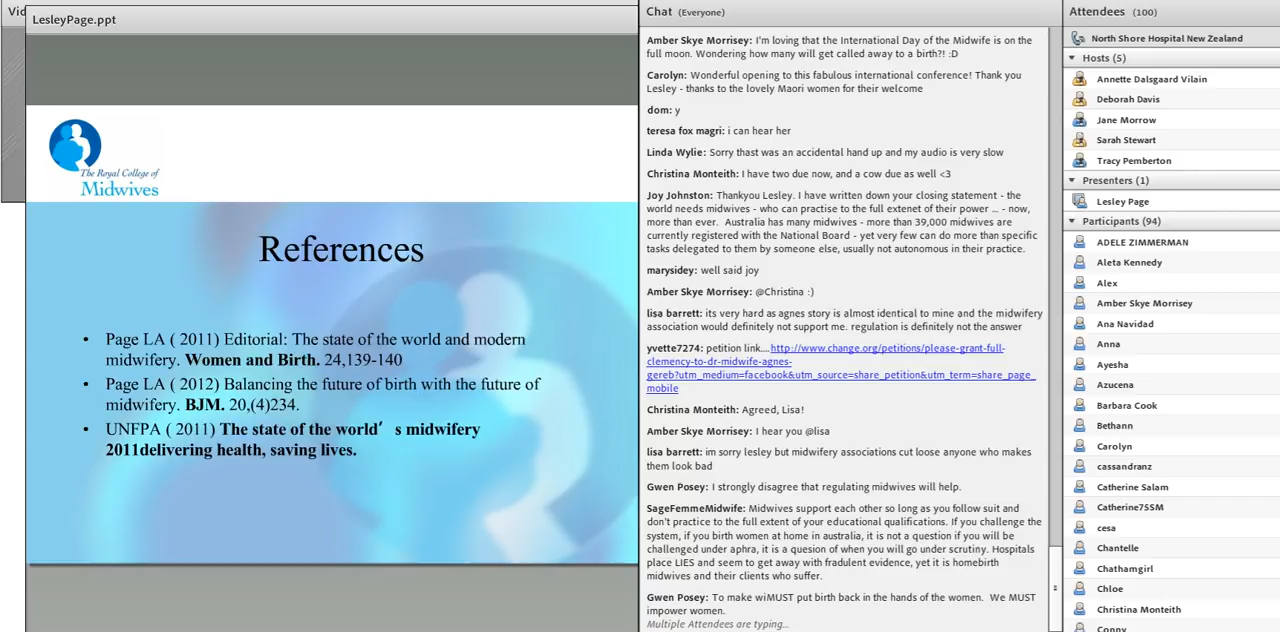 Vid
LesleyPage.ppt
The Royal College of
Midwives
References
• Page LA ( 2011) Editorial: The state of the world and modern
midwifery. Women and Birth. 24,139-140
• Page LA ( 2012) Balancing the future of birth with the future of
midwifery. BJM. 20,(4)234.
• UNFPA ( 2011) The state of the world′ s midwifery
2011delivering health, saving lives.
Chat (Everyone)
Amber Skye Morrisey: I'm loving that the International Day of the Midwife is on the
full moon. Wondering how many will get called away to a birth?! :D
Carolyn: Wonderful opening to this fabulous international conference! Thank you
Lesley - thanks to the lovely Maori women for their welcome
dom: y
teresa fox magri: i can hear her
Linda Wylie: Sorry thast was an accidental hand up and my audio is very slow
Christina Monteith: I have two due now, and a cow due as well <3
Joy Johnston: Thankyou Lesley. I have written down your closing statement - the
world needs midwives - who can practise to the full extenet of their power ... - now,
more than ever. Australia has many midwives - more than 39,000 midwives are
currently registered with the National Board - yet very few can do more than specific
tasks delegated to them by someone else, usually not autonomous in their practice.
marysidey: well said joy
Amber Skye Morrisey: @Christina :)
lisa barrett: its very hard as agnes story is almost identical to mine and the midwifery
association would definitely not support me. regulation is definitely not the answer
yvette7274: petition link....http://www.change.org/petitions/please-grant-full-
clemency-to-dr-midwife-agnes-
gereb?utm_medium=facebook&utm_source=share_petition&utm_term=share_page_
mobile
Christina Monteith: Agreed, Lisa!
Amber Skye Morrisey: I hear you @lisa
lisa barrett: im sorry lesley but midwifery associations cut loose anyone who makes
them look bad
Gwen Posey: I strongly disagree that regulating midwives will help.
SageFemmeMidwife: Midwives support each other so long as you follow suit and
don't practice to the full extent of your educational qualifications. If you challenge the
system, if you birth women at home in australia, it is not a question if you will be
challenged under aphra, it is a quesion of when you will go under scrutiny. Hospitals
place LIES and seem to get away with fradulent evidence, yet it is homebirth
midwives and their clients who suffer.
Gwen Posey: To make wiMUST put birth back in the hands of the women. We MUST
impower women.
Multiple Attendees are typing...
Attendees (100)
North Shore Hospital New Zealand
Hosts (5)
Annette Dalsgaard Vilain
Deborah Davis
Jane Morrow
Sarah Stewart
Tracy Pemberton
Presenters (1)
Lesley Page
Participants (94)
ADELE ZIMMERMAN
Aleta Kennedy
Alex
Amber Skye Morrisey
Ana Navidad
Anna
Ayesha
Azucena
Barbara Cook
Bethann
Carolyn
cassandranz
Catherine Salam
Catherine75SM
cesa
Chantelle
Chathamgirl
Chloe
Christina Monteith
Conny